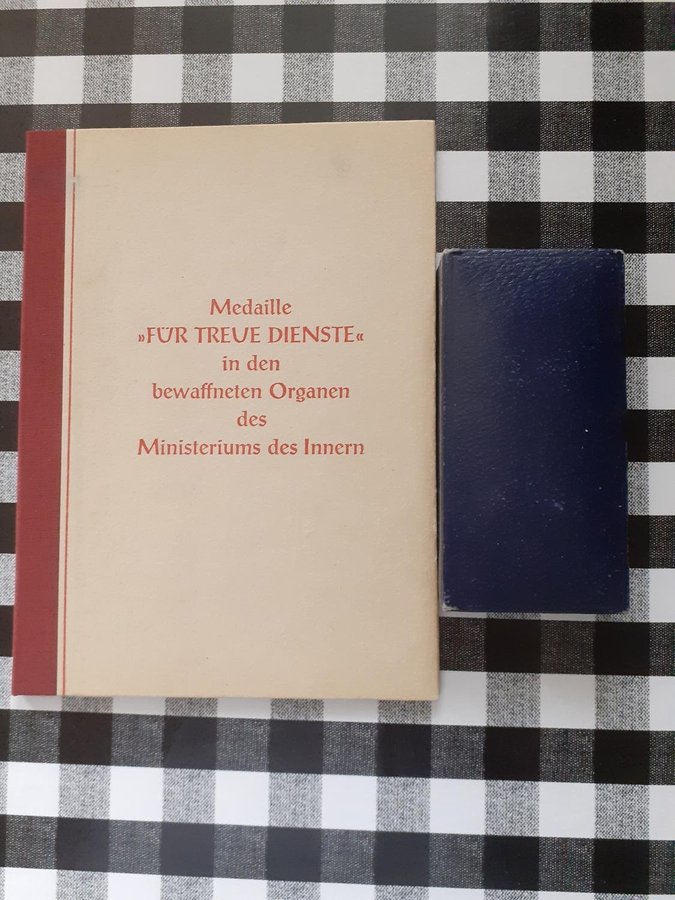 Medaille
»FÜR TREUE DIENSTE«
in den
bewaffneten Organen
des
Ministeriums des Innern